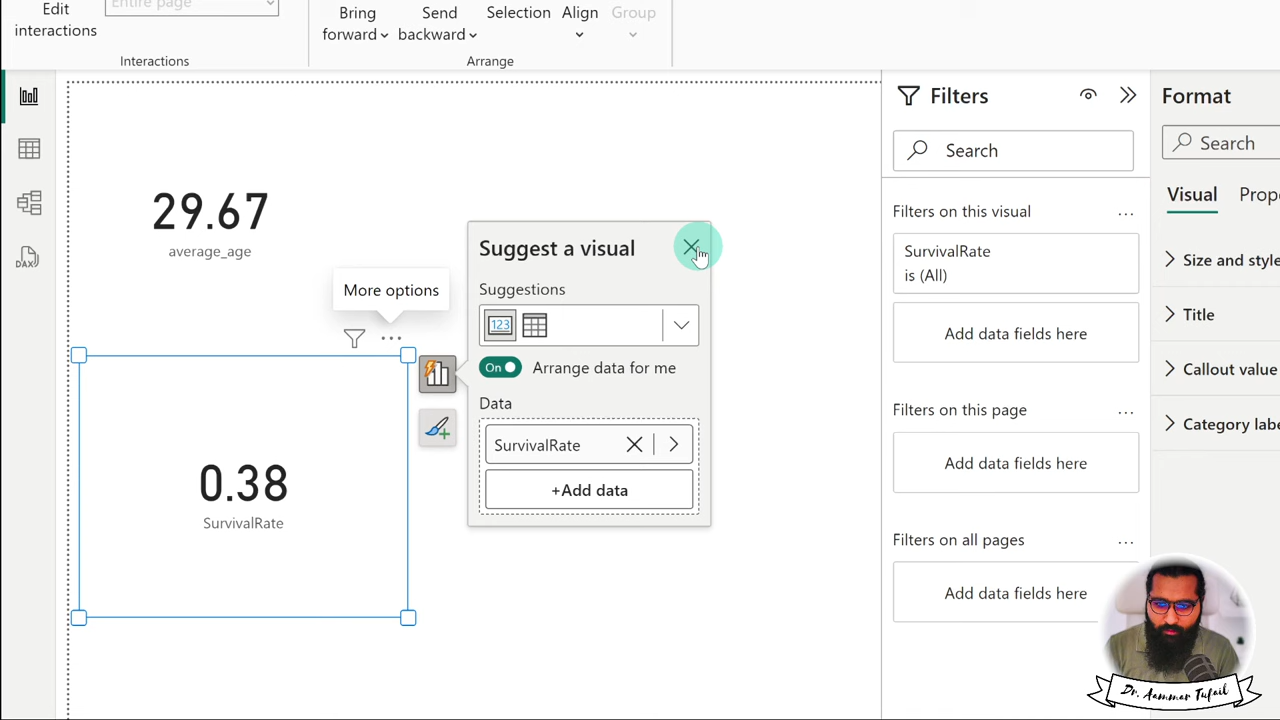 Edit
interactions
Entire page
Interactions
Bring
forward
Send
backward
Selection
Align
Group
Arrange
29.67
average_age
More options
0.38
SurvivalRate
Suggest a visual
Suggestions
123
On
Arrange data for me
Data
SurvivalRate
+Add data
DAX
Filters
Search
Filters on this visual
...
SurvivalRate
is (All)
Add data fields here
Filters on this page
...
Add data fields here
Filters on all pages
...
Add data fields here
Format
Search
Visual
Prope
Size and style
Title
Callout value
Category labe
Dr. Aammar Tufail